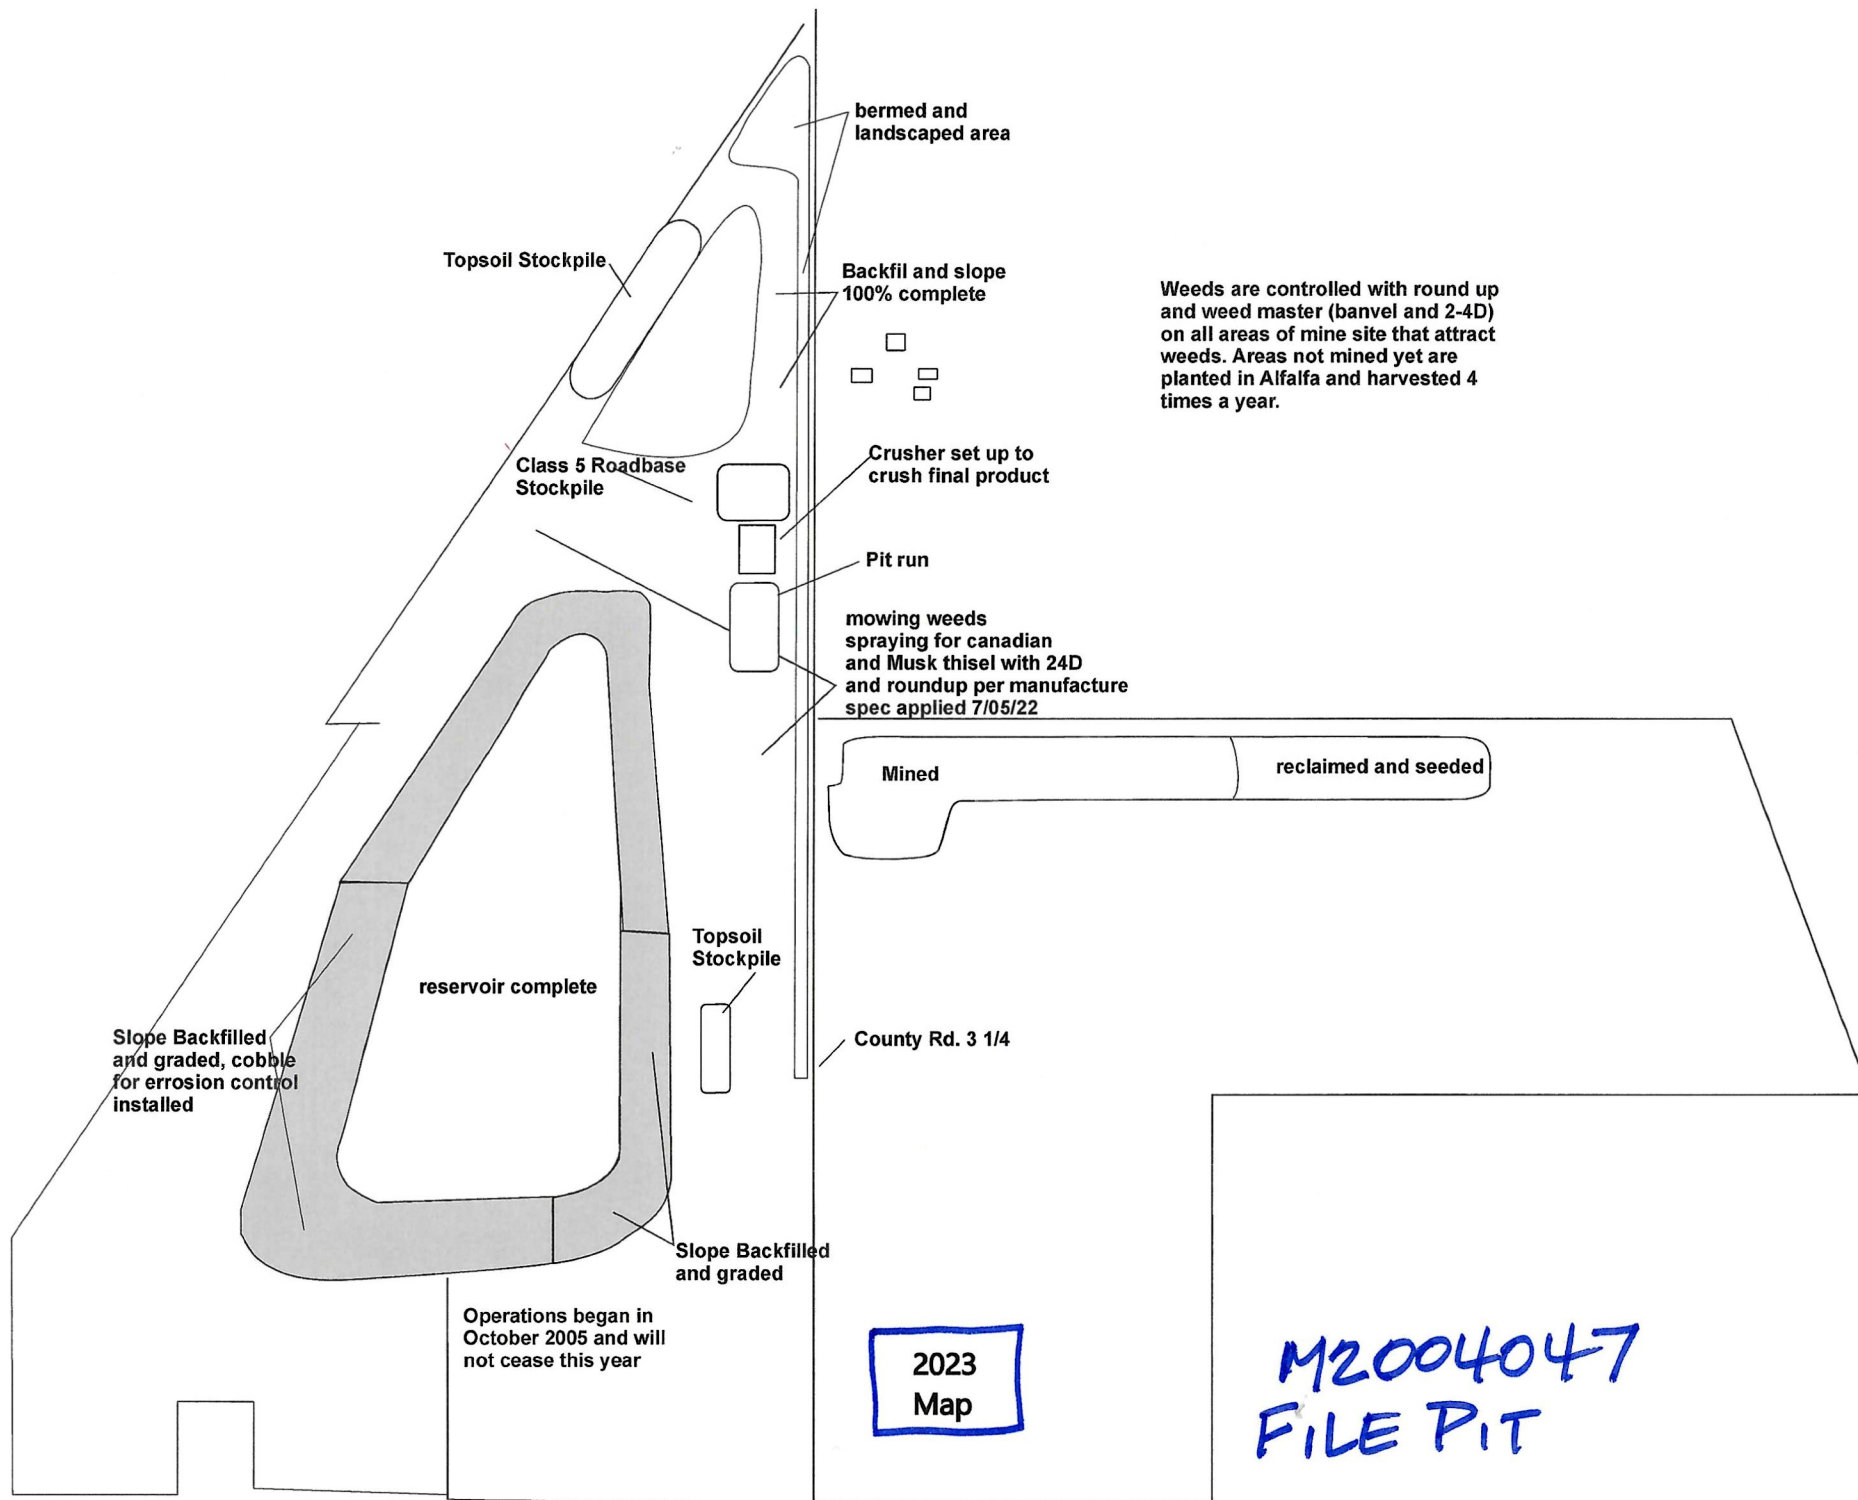 bermed and
landscaped area
Topsoil Stockpile
Backfil and slope
100% complete
Weeds are controlled with round up
and weed master (banvel and 2-4D)
on all areas of mine site that attract
weeds. Areas not mined yet are
planted in Alfalfa and harvested 4
times a year.
Class 5 Roadbase
Stockpile
Crusher set up to
crush final product
Pit run
mowing weeds
spraying for canadian
and Musk thisel with 24D
and roundup per manufacture
spec applied 7/05/22
Mined
reclaimed and seeded
Topsoil
Stockpile
reservoir complete
Slope Backfilled
and graded, cobble
for errosion control
installed
County Rd. 3 1/4
Slope Backfilled
and graded
Operations began in
October 2005 and will
not cease this year
2023
Map
M2004047
FILE PIT